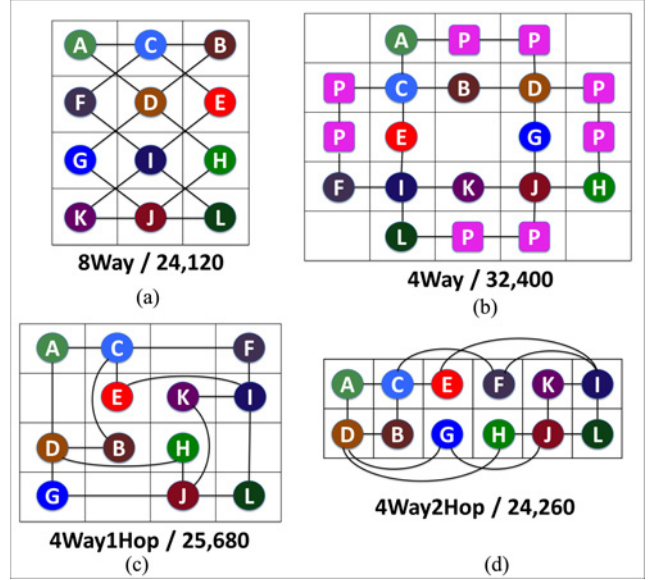 A C B
F D E
G I H
K J L
8Way / 24,120
(a)
A P P
P C B D P
P E G P
F I K J H
L P P
4Way / 32,400
(b)
A C F
E K I
D B H
G J L
4Way1Hop / 25,680
(c)
A C E F K I
D B G H J L
4Way2Hop / 24,260
(d)